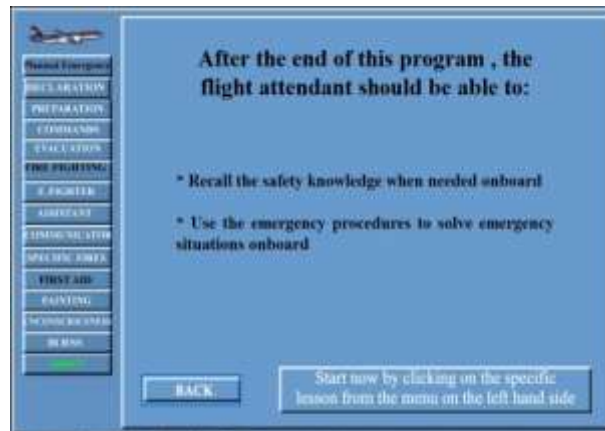 Planned Emergency
DECLARATION
PREPARATION
COMMANDS
EVACUATION
FIRE FIGHTING
F. FIGHTER
ASSISTANT
COMMUNICATOR
SPECIFIC FIRES
FIRST AID
FAINTING
UNCONSCIOUSNESS
BURNS
After the end of this program , the
flight attendant should be able to:
* Recall the safety knowledge when needed onboard
* Use the emergency procedures to solve emergency
situations onboard
BACK
Start now by clicking on the specific
lesson from the menu on the left hand side